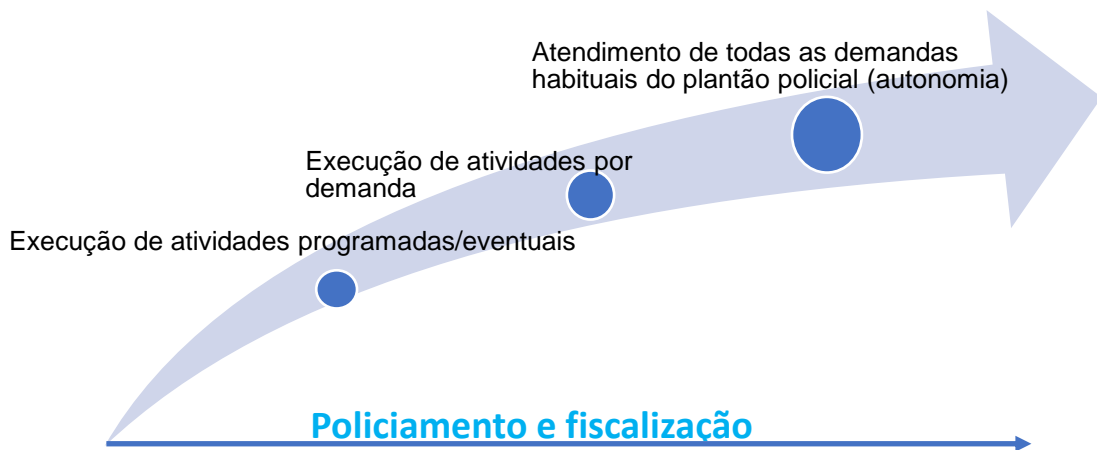 Atendimento de todas as demandas
habituais do plantão policial (autonomia)
Execução de atividades por
demanda
Execução de atividades programadas/eventuais
Policiamento e fiscalização